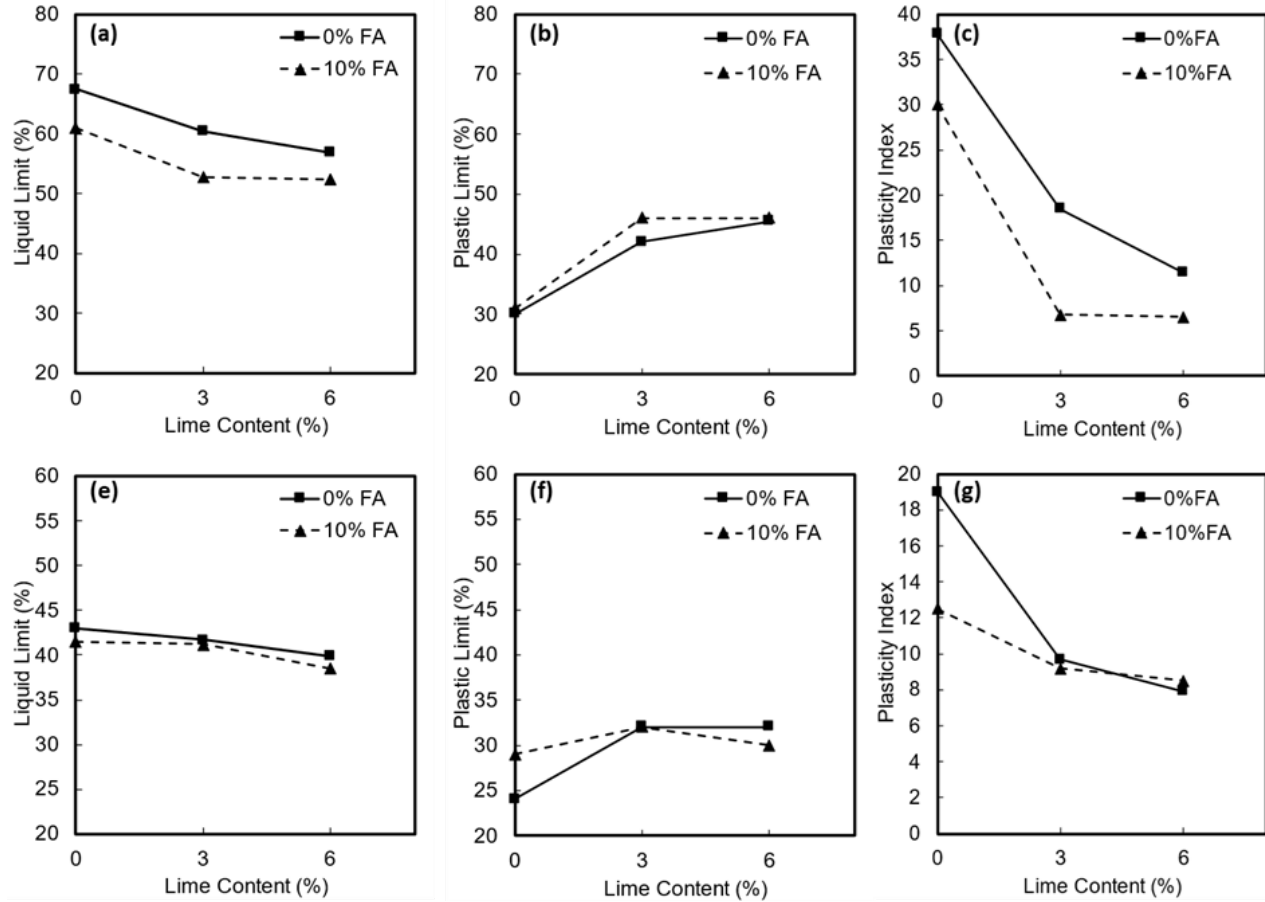 (a)
0% FA
10% FA
80
70
60
50
40
30
20
Liquid Limit (%)
0 3 6
Lime Content (%)
(b)
0% FA
10% FA
80
70
60
50
40
30
20
Plastic Limit (%)
0 3 6
Lime Content (%)
(c)
0%FA
10%FA
40
35
30
25
20
15
10
5
0
Plasticity Index
0 3 6
Lime Content (%)
(e)
0% FA
10% FA
60
55
50
45
40
35
30
25
20
Liquid Limit (%)
0 3 6
Lime Content (%)
(f)
0% FA
10% FA
60
55
50
45
40
35
30
25
20
Plastic Limit (%)
0 3 6
Lime Content (%)
(g)
0%FA
10%FA
20
18
16
14
12
10
8
6
4
2
0
Plasticity Index
0 3 6
Lime Content (%)